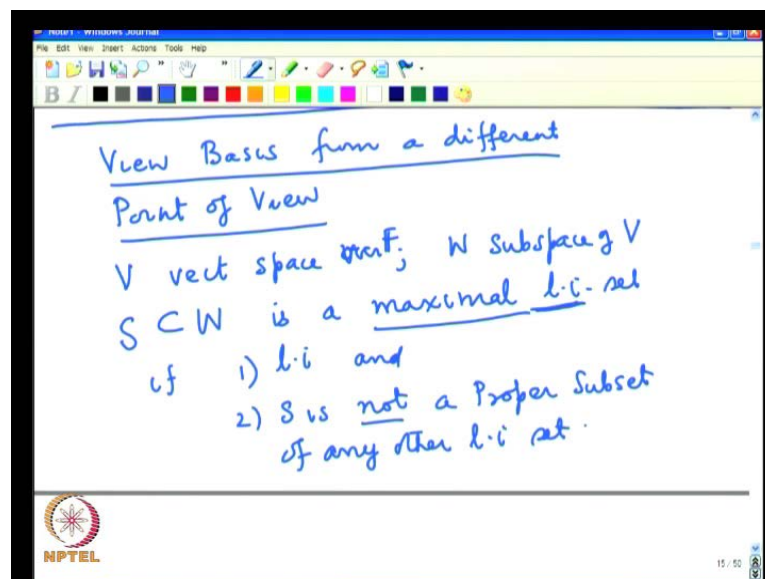 Note1 - Windows Journal
File Edit View Insert Actions Tools Help
B I
View Basis from a different
Point of View
V vect space over F; W subspace of V
S ⊂ W is a maximal l.i. set
if 1) l.i and
2) S is not a Proper Subset
of any other l.i set.
NPTEL
15 / 50